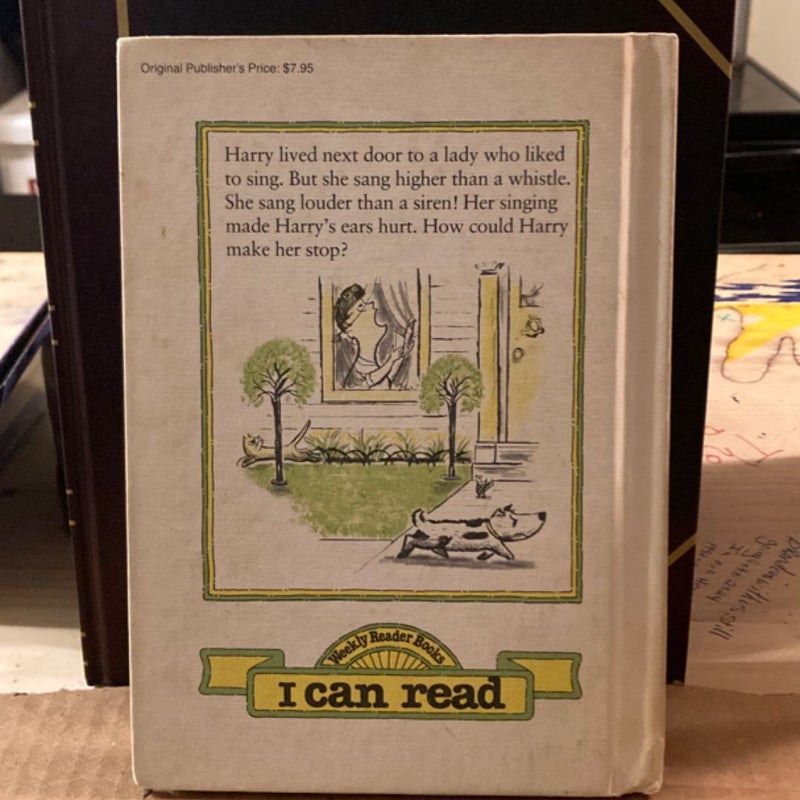 Original Publisher's Price: $7.95
Harry lived next door to a lady who liked
to sing. But she sang higher than a whistle.
She sang louder than a siren! Her singing
made Harry's ears hurt. How could Harry
make her stop?
Weekly Reader Books
I can read